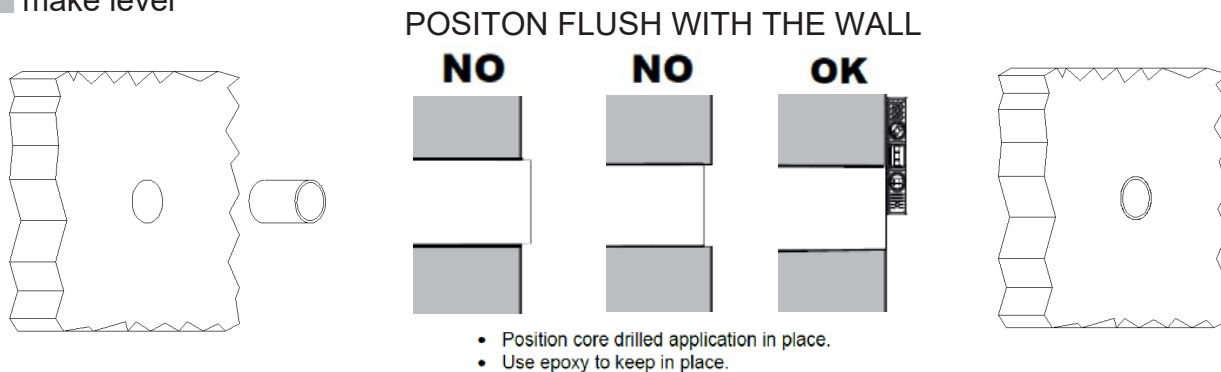 make level
POSITON FLUSH WITH THE WALL
NO NO OK
• Position core drilled application in place.
• Use epoxy to keep in place.